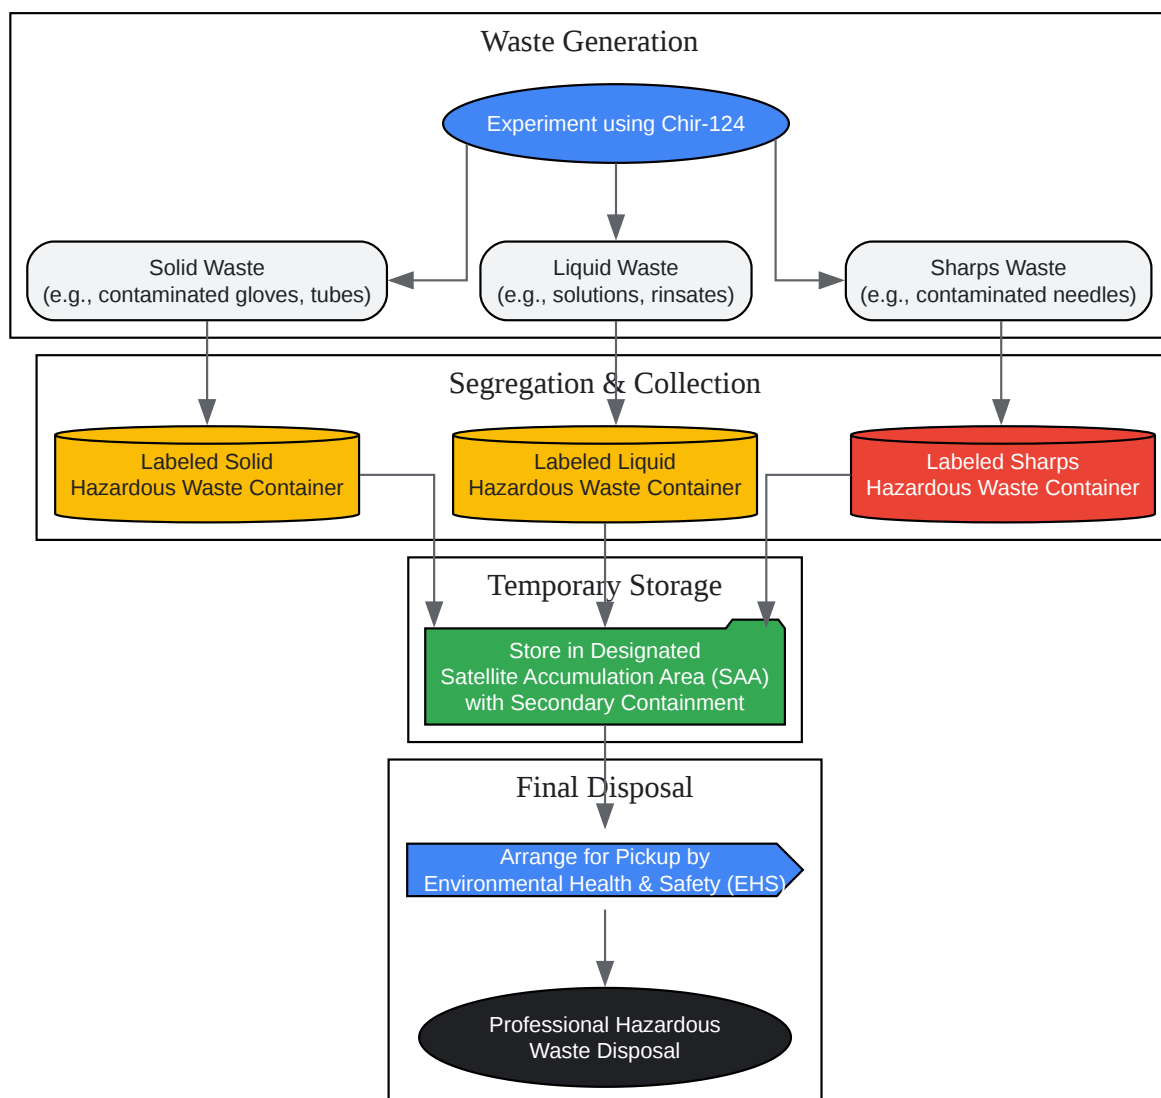 Waste Generation
Experiment using Chir-124
Solid Waste
(e.g., contaminated gloves, tubes)
Liquid Waste
(e.g., solutions, rinsates)
Sharps Waste
(e.g., contaminated needles)
Segregation & Collection
Labeled Solid
Hazardous Waste Container
Labeled Liquid
Hazardous Waste Container
Labeled Sharps
Hazardous Waste Container
Temporary Storage
Store in Designated
Satellite Accumulation Area (SAA)
with Secondary Containment
Final Disposal
Arrange for Pickup by
Environmental Health & Safety (EHS)
Professional Hazardous
Waste Disposal